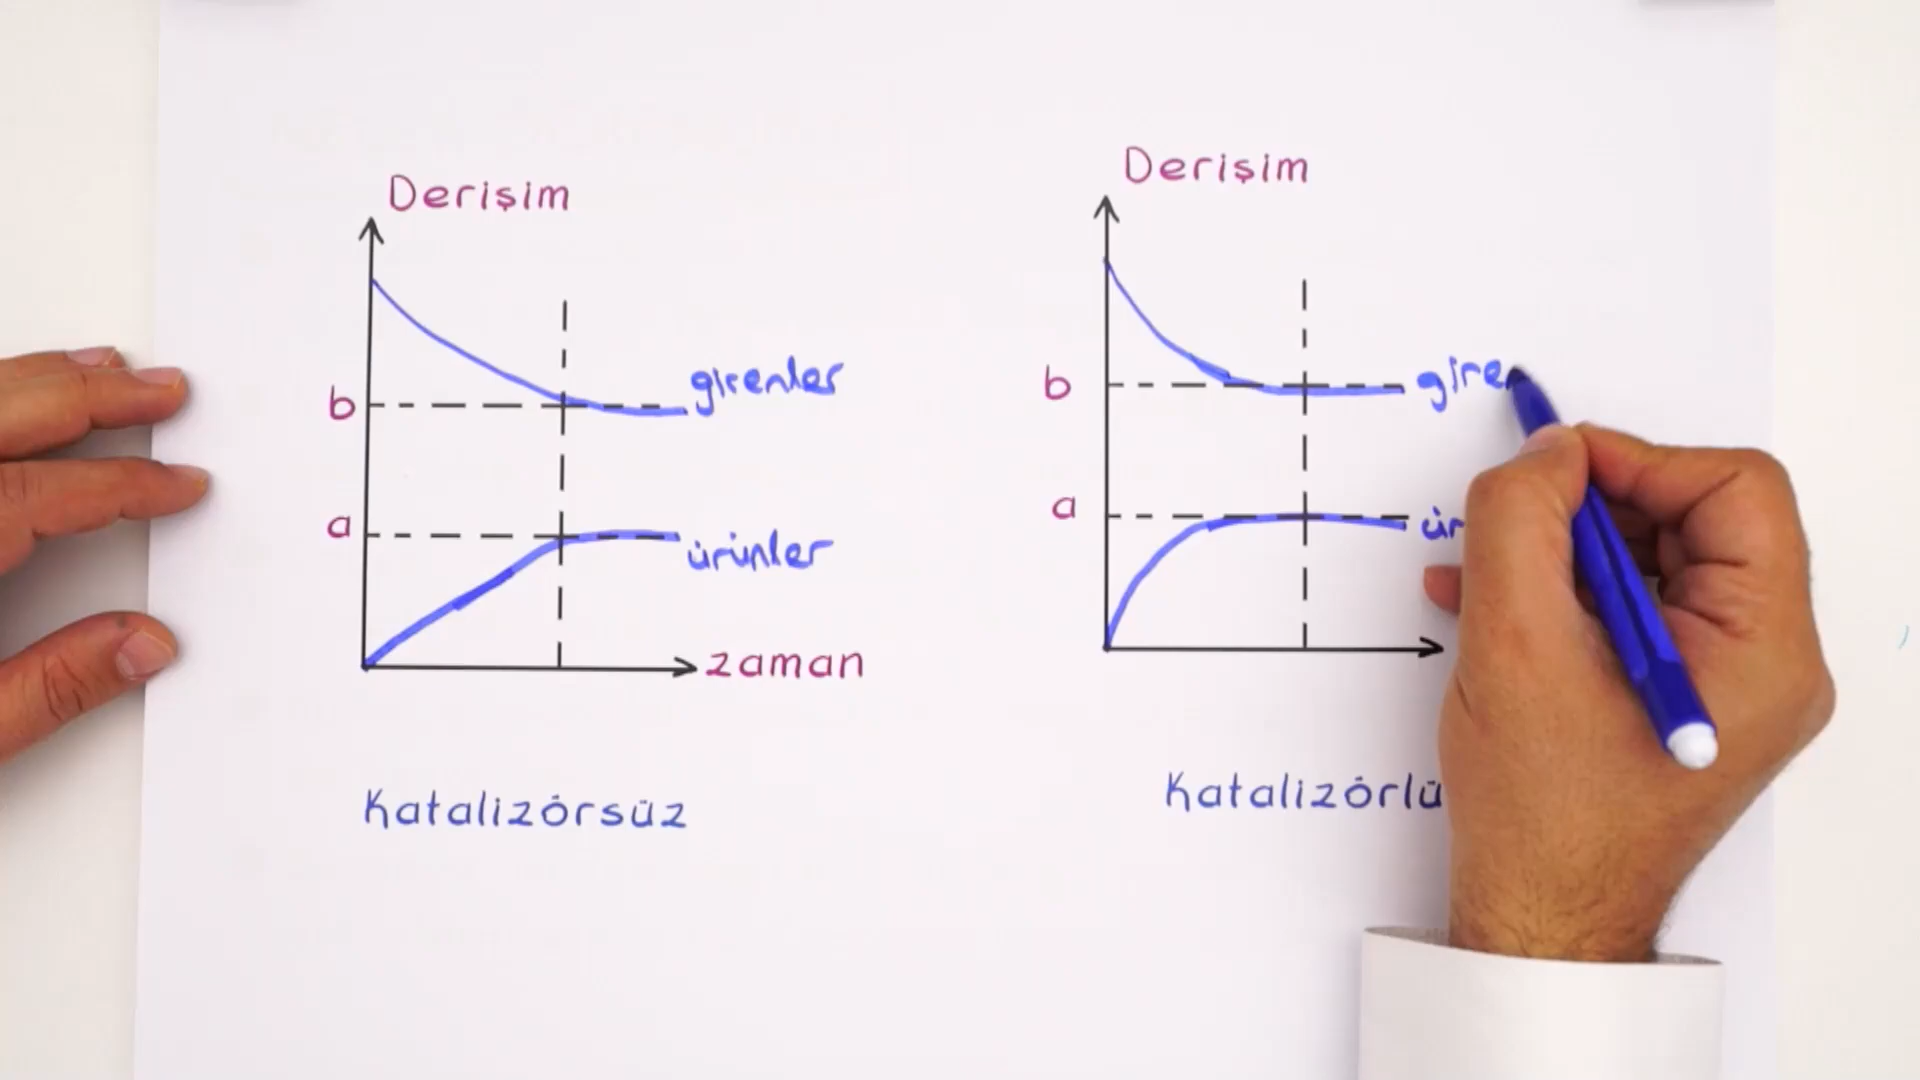 Derişim
b
girenler
a
ürünler
zaman
Katalizörsüz
Derişim
b
a
Katalizörlü